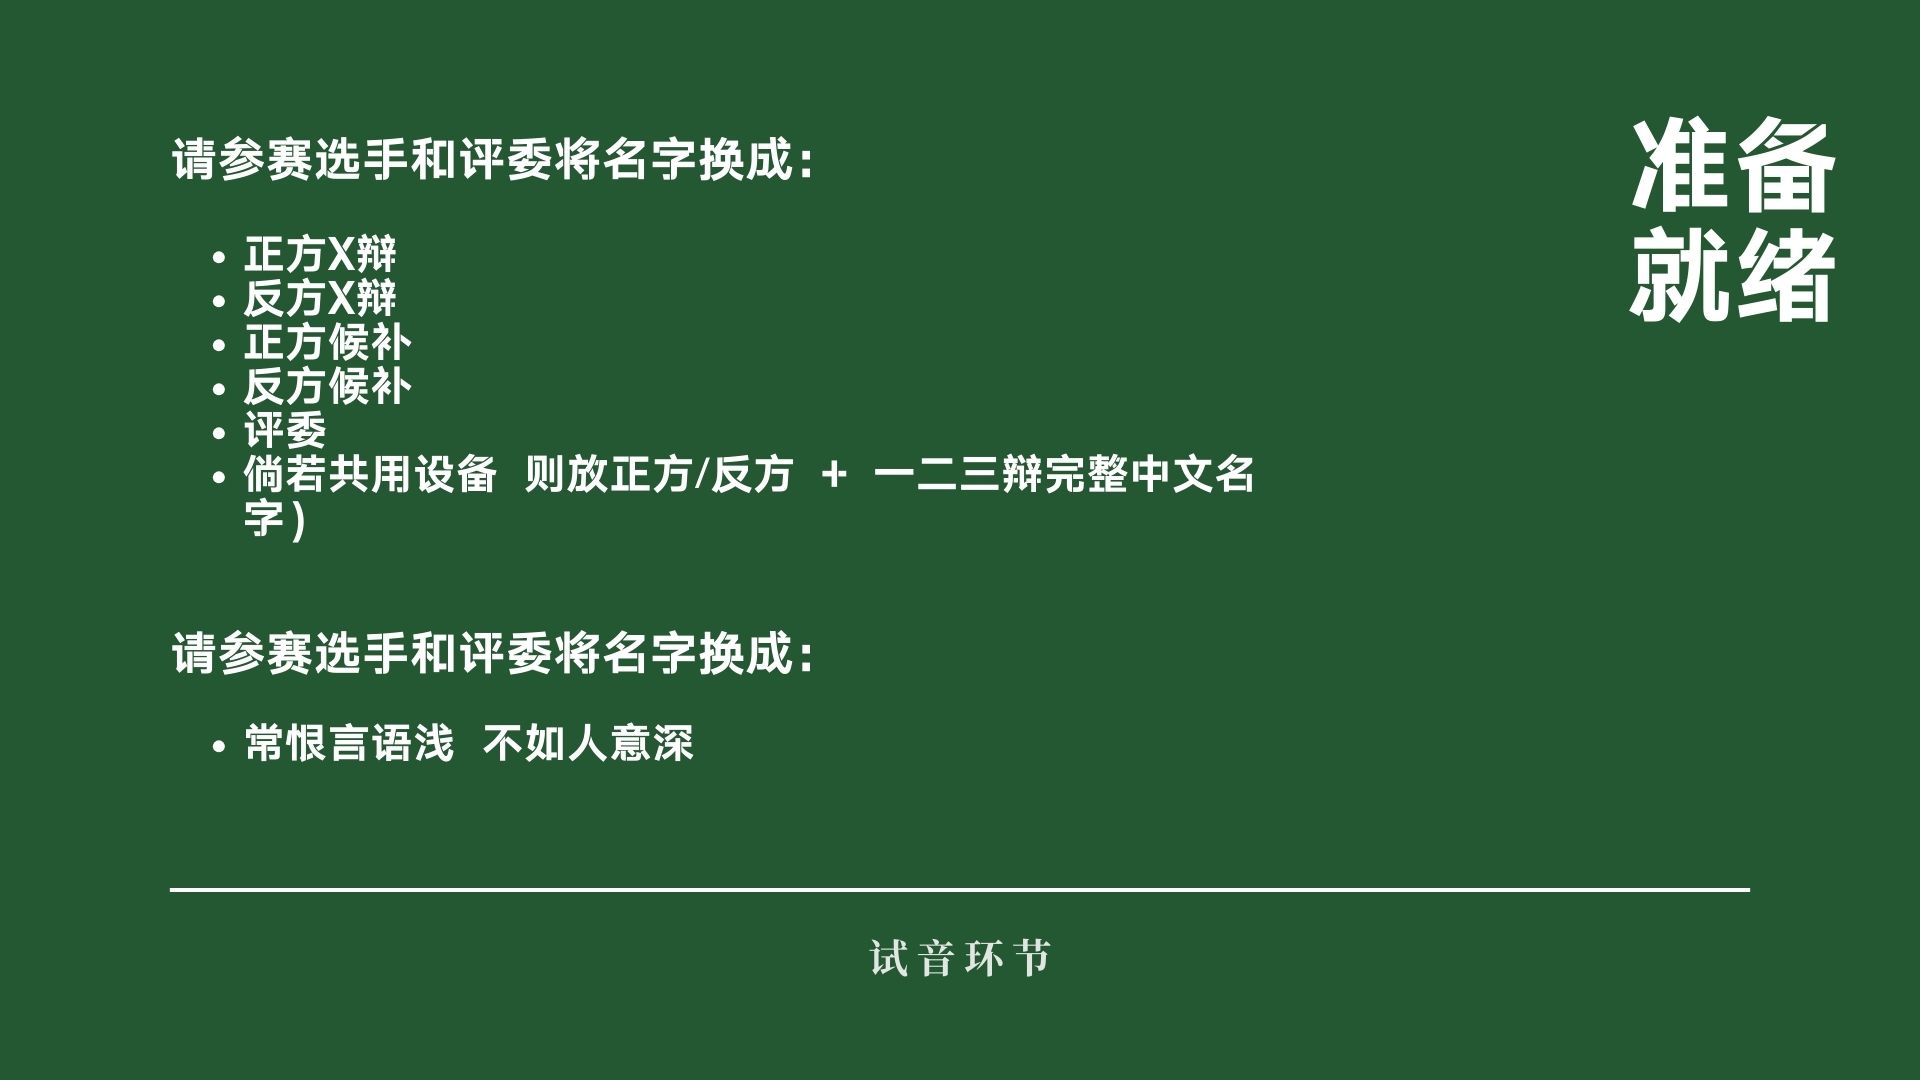 请参赛选手和评委将名字换成：
• 正方X辩
• 反方X辩
• 正方候补
• 反方候补
• 评委
• 倘若共用设备 则放正方/反方 + 一二三辩完整中文名
字）
请参赛选手和评委将名字换成：
• 常恨言语浅 不如人意深
准备
就绪
试音环节